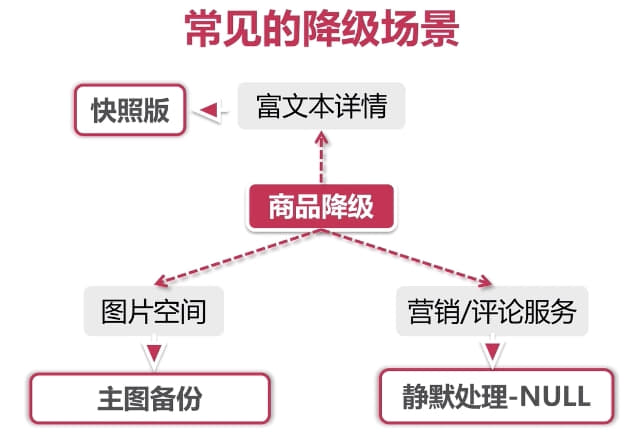 常见的降级场景
快照版
富文本详情
商品降级
图片空间
营销/评论服务
主图备份
静默处理-NULL